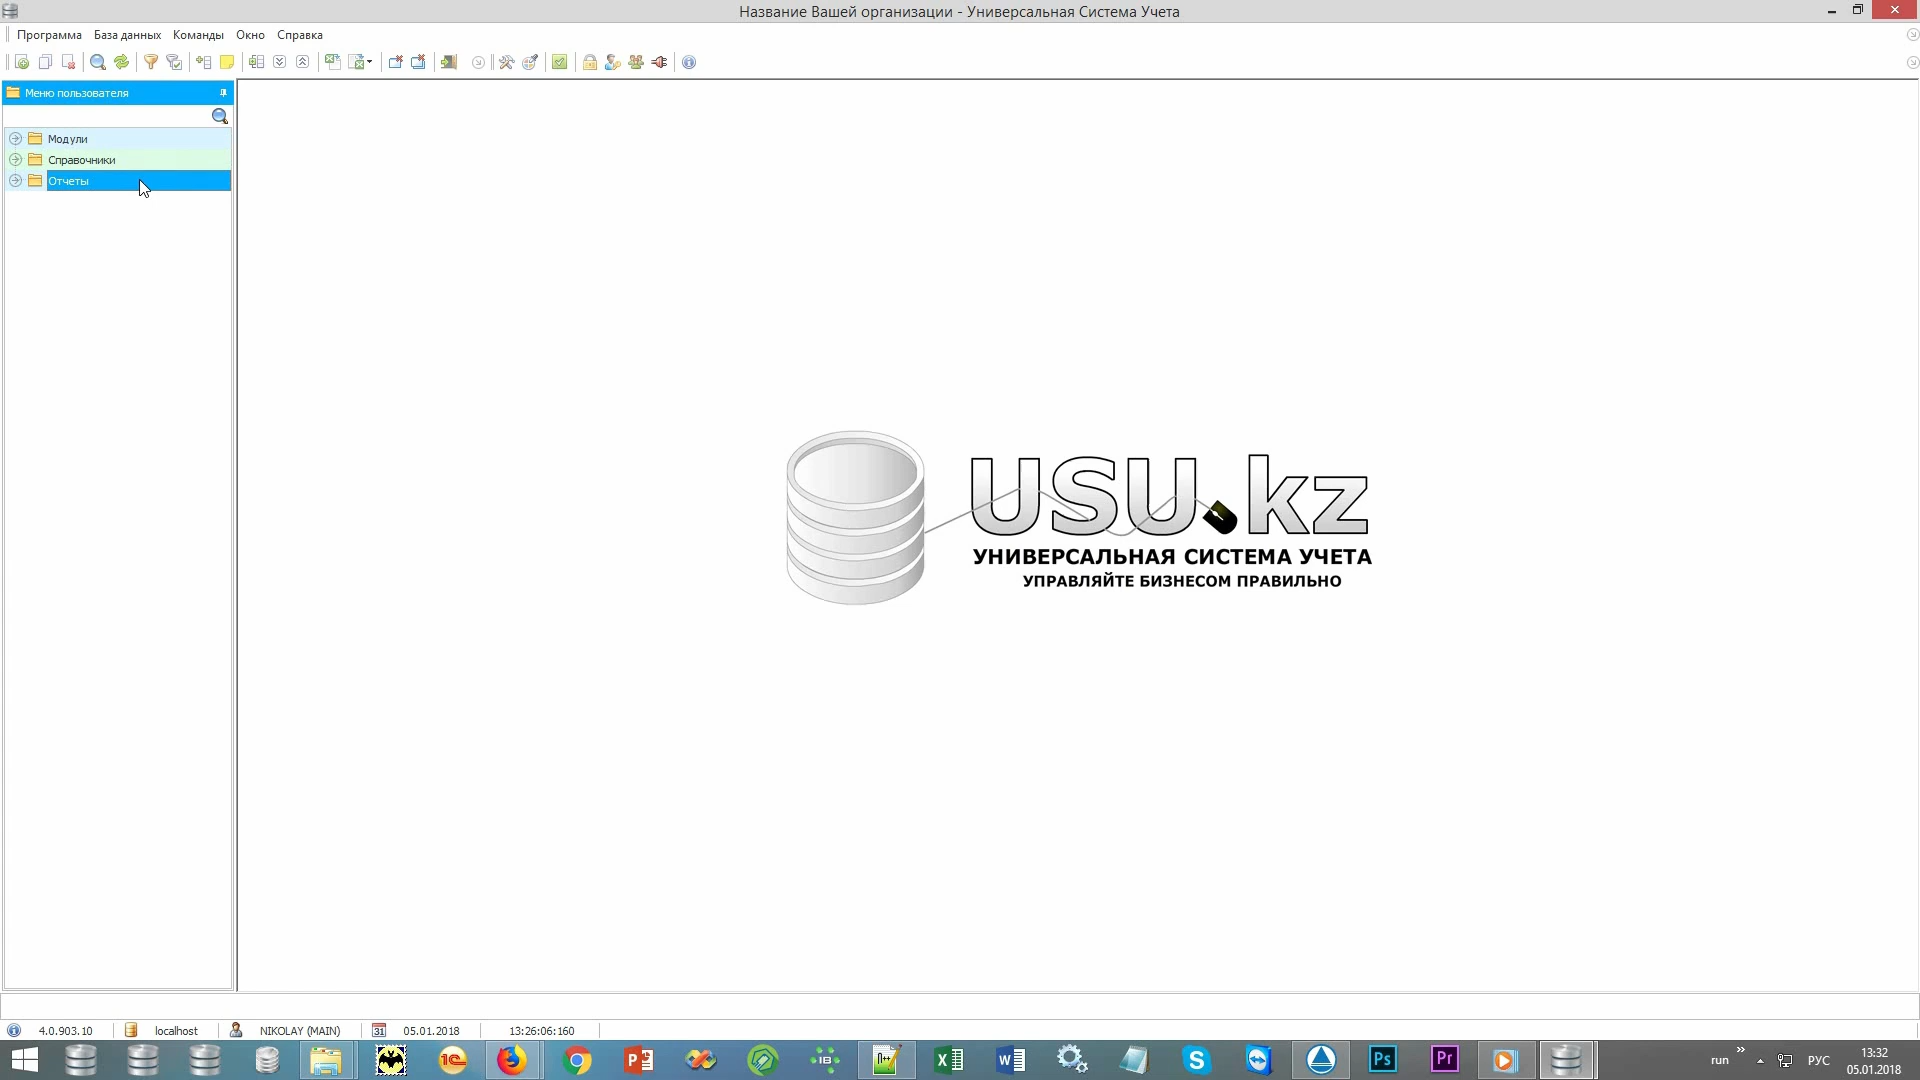 Название Вашей организации - Универсальная Система Учета
Программа База данных Команды Окно Справка
Меню пользователя
Модули
Справочники
Отчеты
USU.kz
УНИВЕРСАЛЬНАЯ СИСТЕМА УЧЕТА
УПРАВЛЯЙТЕ БИЗНЕСОМ ПРАВИЛЬНО
4.0.903.10 localhost NIKOLAY (MAIN) 31 05.01.2018 13:26:06:160
run » РУС 13:32
05.01.2018